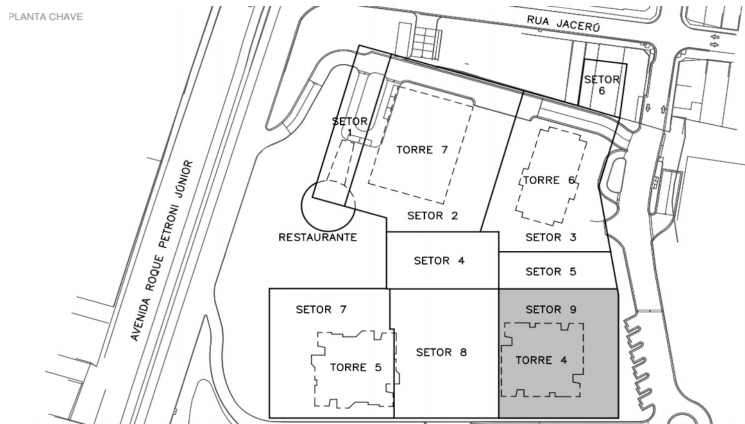 PLANTA CHAVE
RUA JACERÚ
SETOR
6
SETOR
1
TORRE 7
TORRE 6
SETOR 2
SETOR 3
RESTAURANTE
AVENIDA ROQUE PETRONI JÚNIOR
SETOR 4
SETOR 5
SETOR 7
SETOR 9
SETOR 8
TORRE 5
TORRE 4